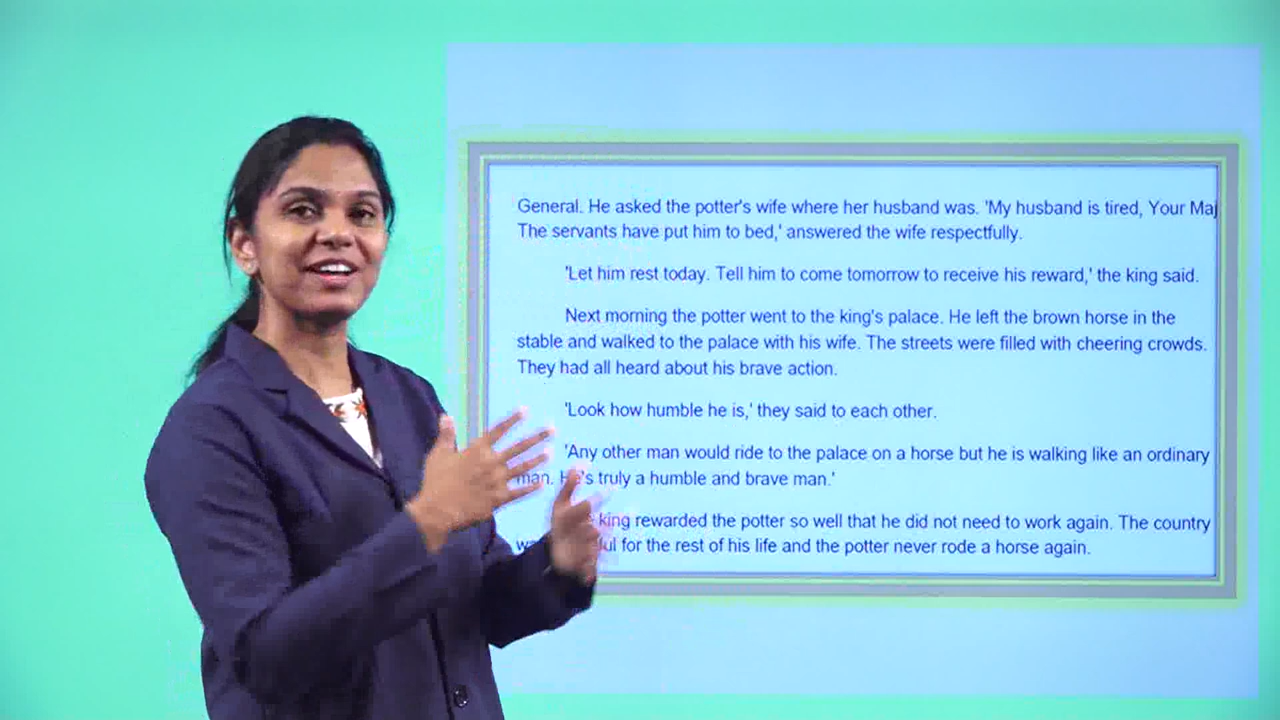 General. He asked the potter's wife where her husband was. 'My husband is tired, Your Maj
The servants have put him to bed,' answered the wife respectfully.
'Let him rest today. Tell him to come tomorrow to receive his reward,' the king said.
Next morning the potter went to the king's palace. He left the brown horse in the
stable and walked to the palace with his wife. The streets were filled with cheering crowds.
They had all heard about his brave action.
'Look how humble he is,' they said to each other.
'Any other man would ride to the palace on a horse but he is walking like an ordinary
man. He's truly a humble and brave man.'
king rewarded the potter so well that he did not need to work again. The country
for the rest of his life and the potter never rode a horse again.